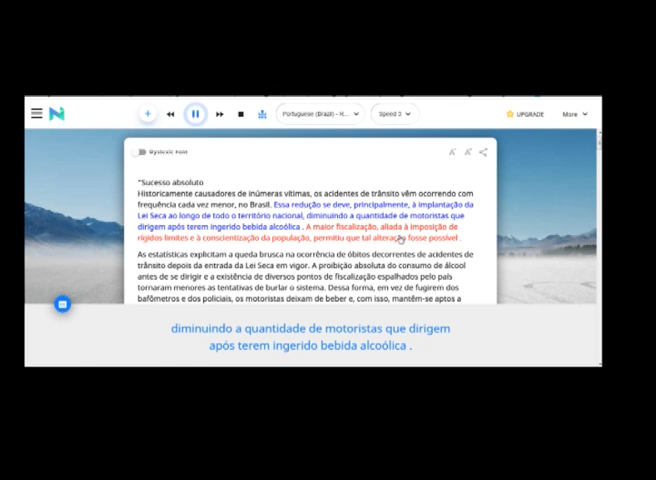 Portuguese (Brazil) - H...
Speed 3
UPGRADE
More
Dyslexic Font
"Sucesso absoluto
Historicamente causadores de inúmeras vítimas, os acidentes de trânsito vêm ocorrendo com
frequência cada vez menor, no Brasil. Essa redução se deve, principalmente, à implantação da
Lei Seca ao longo de todo o território nacional, diminuindo a quantidade de motoristas que
dirigem após terem ingerido bebida alcoólica . A maior fiscalização, aliada à imposição de
rígidos limites e à conscientização da população, permitiu que tal alteração fosse possível .
As estatísticas explicitam a queda brusca na ocorrência de óbitos decorrentes de acidentes de
trânsito depois da entrada da Lei Seca em vigor. A proibição absoluta do consumo de álcool
antes de se dirigir e a existência de diversos pontos de fiscalização espalhados pelo país
tornaram menores as tentativas de burlar o sistema. Dessa forma, em vez de fugirem dos
bafômetros e dos policiais, os motoristas deixam de beber e, com isso, mantêm-se aptos a
diminuindo a quantidade de motoristas que dirigem
após terem ingerido bebida alcoólica .